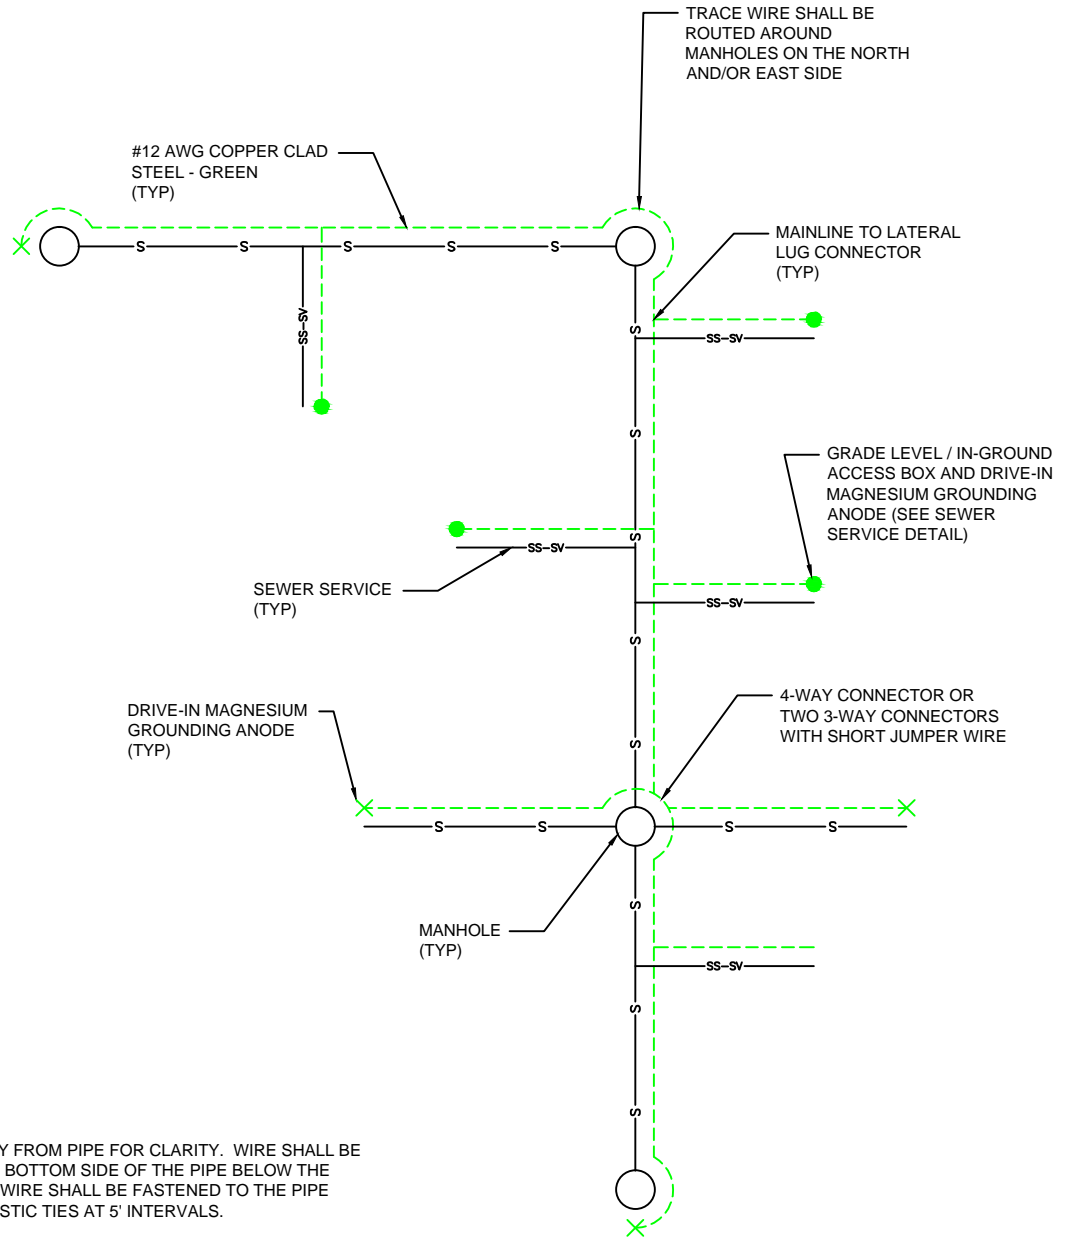 TRACE WIRE SHALL BE
ROUTED AROUND
MANHOLES ON THE NORTH
AND/OR EAST SIDE
#12 AWG COPPER CLAD
STEEL - GREEN
(TYP)
S S S S S
MAINLINE TO LATERAL
LUG CONNECTOR
(TYP)
SS-SV
S
SS-SV
S
GRADE LEVEL / IN-GROUND
ACCESS BOX AND DRIVE-IN
MAGNESIUM GROUNDING
ANODE (SEE SEWER
SERVICE DETAIL)
S
SS-SV
SEWER SERVICE
(TYP)
SS-SV
S
DRIVE-IN MAGNESIUM
GROUNDING ANODE
(TYP)
4-WAY CONNECTOR OR
TWO 3-WAY CONNECTORS
WITH SHORT JUMPER WIRE
S
S S S S
S
MANHOLE
(TYP)
SS-SV
S
S
Y FROM PIPE FOR CLARITY. WIRE SHALL BE
BOTTOM SIDE OF THE PIPE BELOW THE
WIRE SHALL BE FASTENED TO THE PIPE
STIC TIES AT 5' INTERVALS.